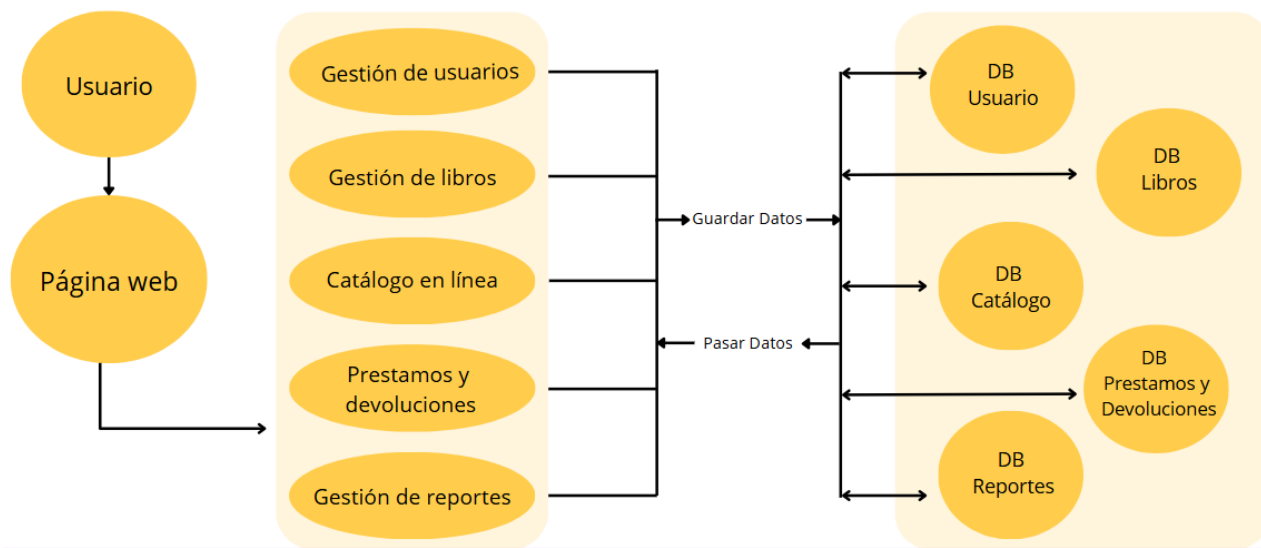 Usuario
Página web
Gestión de usuarios
Gestión de libros
Catálogo en línea
Prestamos y
devoluciones
Gestión de reportes
Guardar Datos
Pasar Datos
DB
Usuario
DB
Libros
DB
Catálogo
DB
Prestamos y
Devoluciones
DB
Reportes